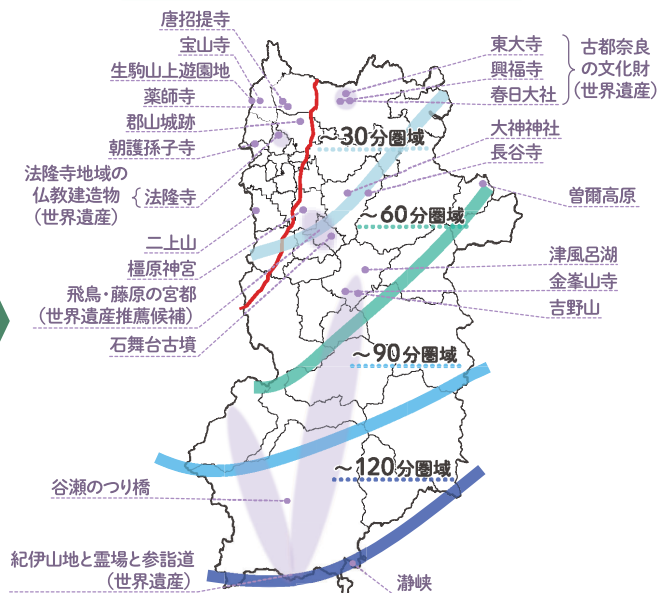 唐招提寺
宝山寺
生駒山上遊園地
薬師寺
郡山城跡
朝護孫子寺
法隆寺地域の
仏教建造物
（世界遺産）
法隆寺
二上山
橿原神宮
飛鳥・藤原の宮都
（世界遺産推薦候補）
石舞台古墳
谷瀬のつり橋
紀伊山地と霊場と参詣道
（世界遺産）
東大寺
興福寺
春日大社
古都奈良
の文化財
（世界遺産）
大神神社
長谷寺
曽爾高原
津風呂湖
金峯山寺
吉野山
瀞峡
～30分圏域
～60分圏域
～90分圏域
～120分圏域